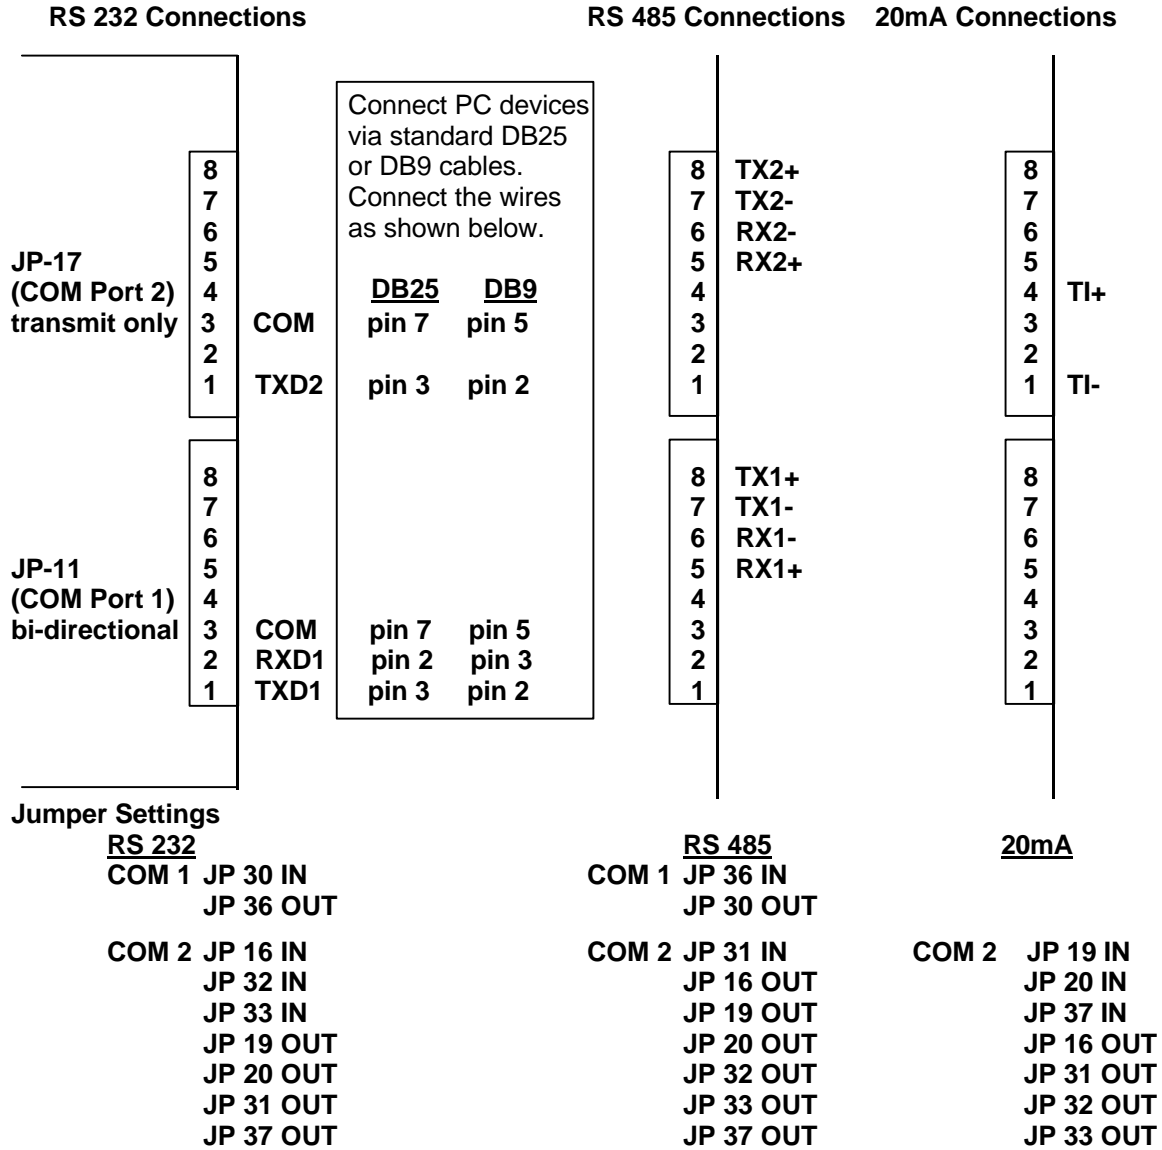 RS 232 Connections RS 485 Connections 20mA Connections
Connect PC devices
via standard DB25
or DB9 cables.
Connect the wires
as shown below.
8 8 TX2+ 8
7 7 TX2- 7
6 6 RX2- 6
JP-17 5 5 RX2+ 5
(COM Port 2) 4 DB25 DB9 4 4 TI+
transmit only 3 COM pin 7 pin 5 3 3
2 2 2
1 TXD2 pin 3 pin 2 1 1 TI-
8 8 TX1+ 8
7 7 TX1- 7
6 6 RX1- 6
JP-11 5 5 RX1+ 5
(COM Port 1) 4 4 4
bi-directional 3 COM pin 7 pin 5 3 3
2 RXD1 pin 2 pin 3 2 2
1 TXD1 pin 3 pin 2 1 1
Jumper Settings
RS 232 RS 485 20mA
COM 1 JP 30 IN COM 1 JP 36 IN
JP 36 OUT JP 30 OUT
COM 2 JP 16 IN COM 2 JP 31 IN COM 2 JP 19 IN
JP 32 IN JP 16 OUT JP 20 IN
JP 33 IN JP 19 OUT JP 37 IN
JP 19 OUT JP 20 OUT JP 16 OUT
JP 20 OUT JP 32 OUT JP 31 OUT
JP 31 OUT JP 33 OUT JP 32 OUT
JP 37 OUT JP 37 OUT JP 33 OUT